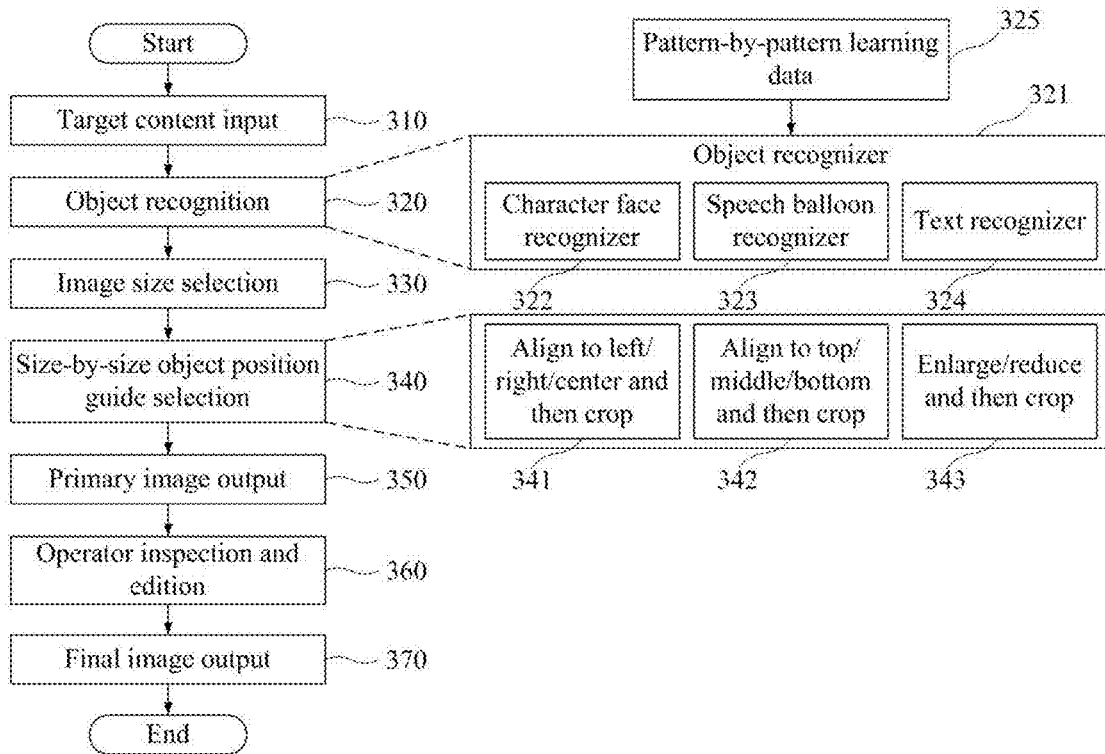 Start
Target content input
310
Object recognition
320
Image size selection
330
Size-by-size object position
guide selection
340
Primary image output
350
Operator inspection and
edition
360
Final image output
370
End
Pattern-by-pattern learning
data
325
321
Object recognizer
Character face
recognizer
Speech balloon
recognizer
Text recognizer
322
323
324
Align to left/
right/center and
then crop
Align to top/
middle/bottom
and then crop
Enlarge/reduce
and then crop
341
342
343